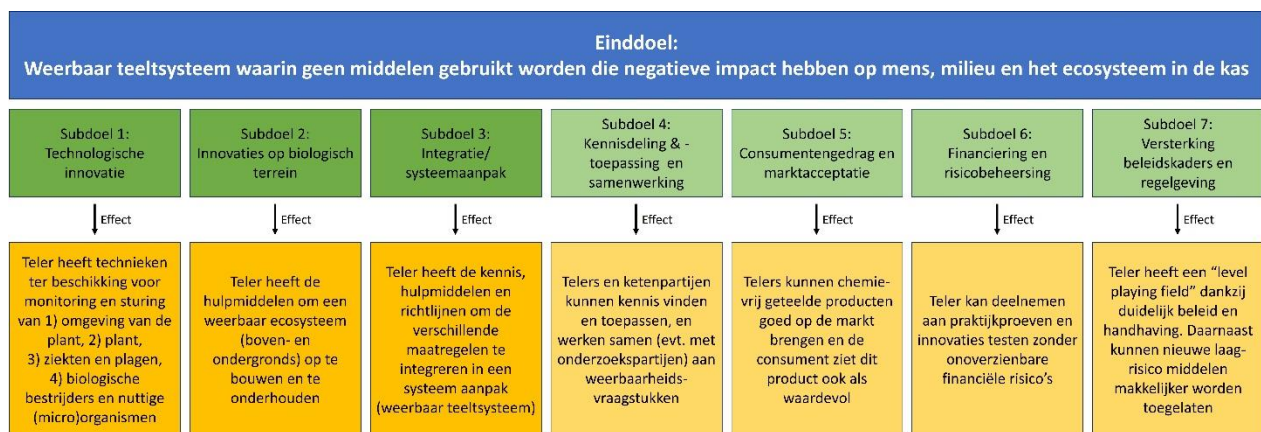 Einddoel:
Weerbaar teeltsysteem waarin geen middelen gebruikt worden die negatieve impact hebben op mens, milieu en het ecosysteem in de kas
Subdoel 1:
Technologische
innovatie
Subdoel 2:
Innovaties op biologisch
terrein
Subdoel 3:
Integratie/
systeemaanpak
Subdoel 4:
Kennisdeling & -
toepassing en
samenwerking
Subdoel 5:
Consumentengedrag en
marktacceptatie
Subdoel 6:
Financiering en
risicobeheersing
Subdoel 7:
Versterking
beleidskaders en
regelgeving
Effect
Effect
Effect
Effect
Effect
Effect
Effect
Teler heeft technieken
ter beschikking voor
monitoring en sturing
van 1) omgeving van de
plant, 2) plant,
3) ziekten en plagen,
4) biologische
bestrijders en nuttige
(micro)organismen
Teler heeft de
hulpmiddelen om een
weerbaar ecosysteem
(boven- en
ondergronds) op te
bouwen en te
onderhouden
Teler heeft de kennis,
hulpmiddelen en
richtlijnen om de
verschillende
maatregelen te
integreren in een
systeem aanpak
(weerbaar teeltsysteem)
Telers en ketenpartijen
kunnen kennis vinden
en toepassen, en
werken samen (evt. met
onderzoekspartijen) aan
weerbaarheids-
vraagstukken
Telers kunnen chemie-
vrij geteelde producten
goed op de markt
brengen en de
consument ziet dit
product ook als
waardevol
Teler kan deelnemen
aan praktijkproeven en
innovaties testen zonder
onoverzienbare
financiële risico's
Teler heeft een “level
playing field” dankzij
duidelijk beleid en
handhaving. Daarnaast
kunnen nieuwe laag-
risico middelen
makkelijker worden
toegelaten